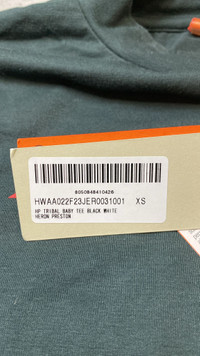 8050848410426
HWAA022F23JER0031001 XS
HP TRIBAL BABY TEE BLACK WHITE
HERON PRESTON